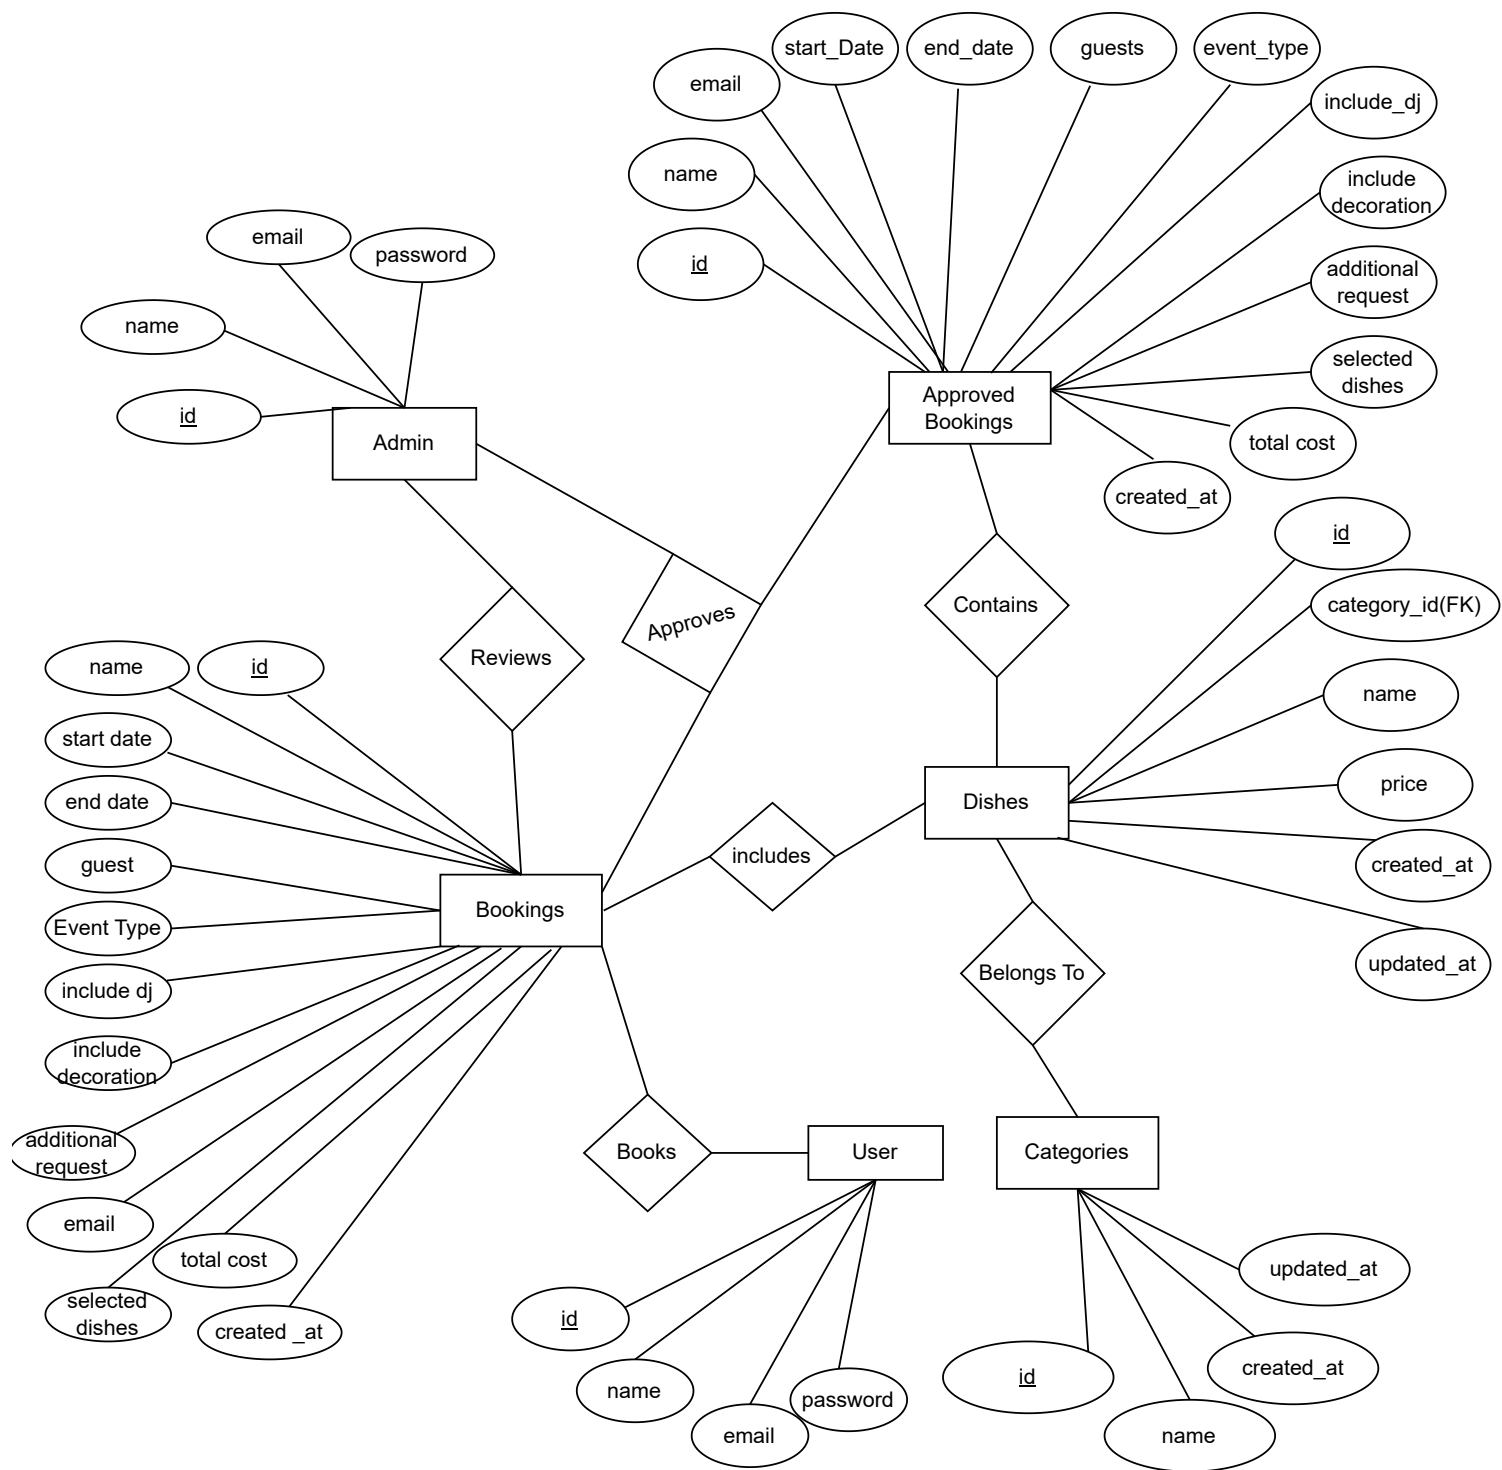 start_Date
end_date
guests
event_type
email
include_dj
name
include
decoration
id
additional
request
selected
dishes
total cost
created_at
Approved
Bookings
email
password
name
id
Admin
Approves
Reviews
Contains
id
category_id(FK)
name
price
created_at
updated_at
Dishes
includes
name
id
start date
end date
guest
Event Type
include dj
include
decoration
additional
request
email
total cost
selected
dishes
created _at
Bookings
Belongs To
Books
User
Categories
id
name
email
password
updated_at
created_at
id
name